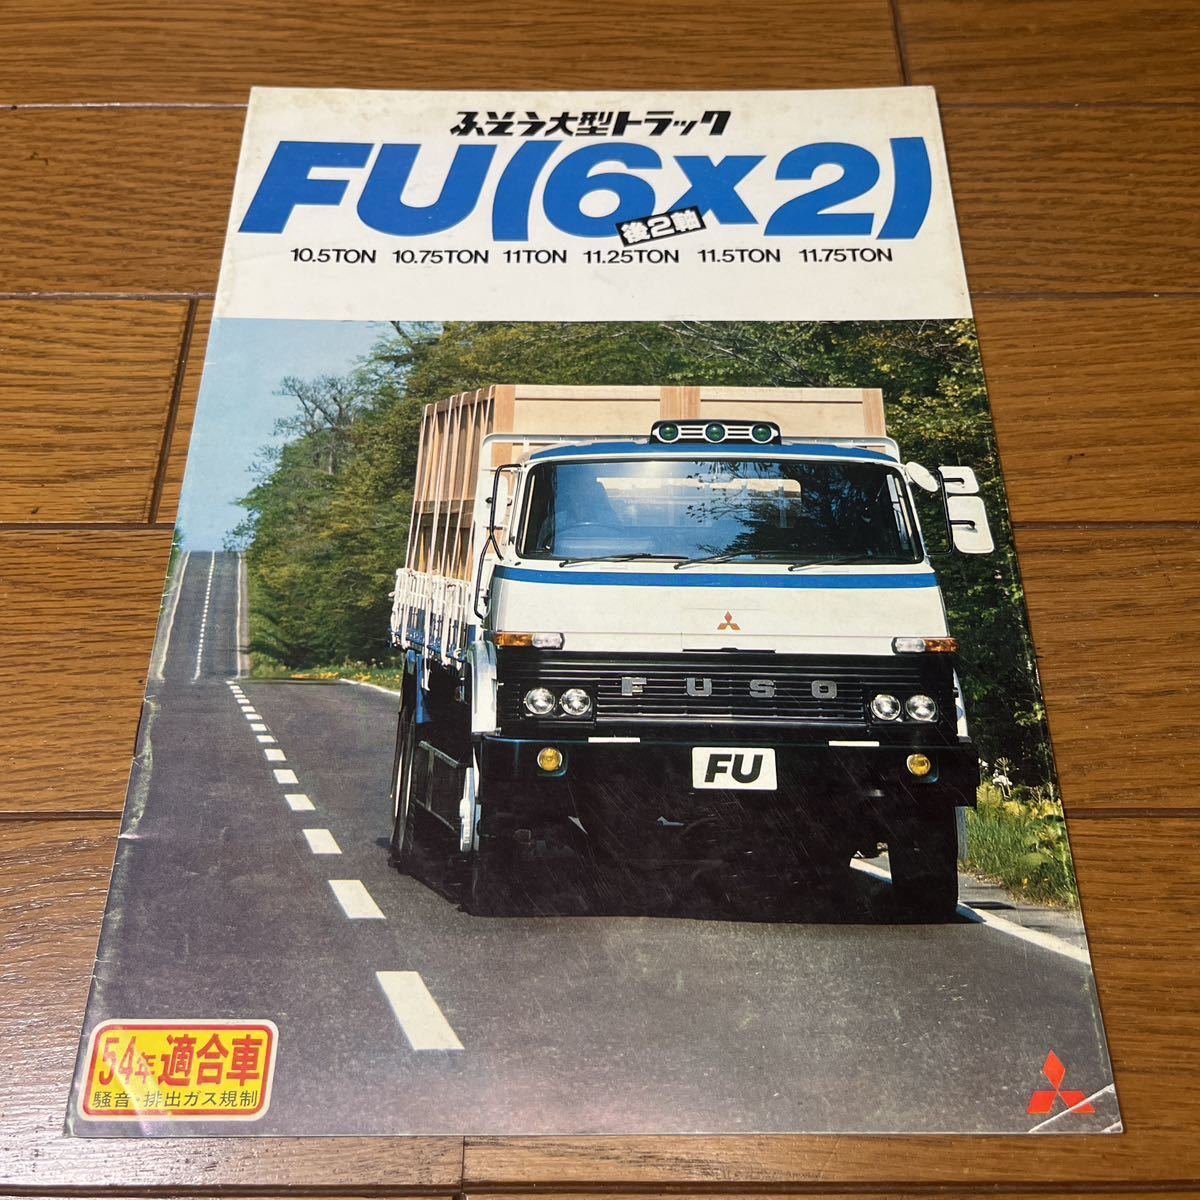 ふそう大型トラック
FU(6x2)
後2軸
10.5TON 10.75TON 11TON 11.25TON 11.5TON 11.75TON
FUSO
FU
54年適合車
騒音・排出ガス規制